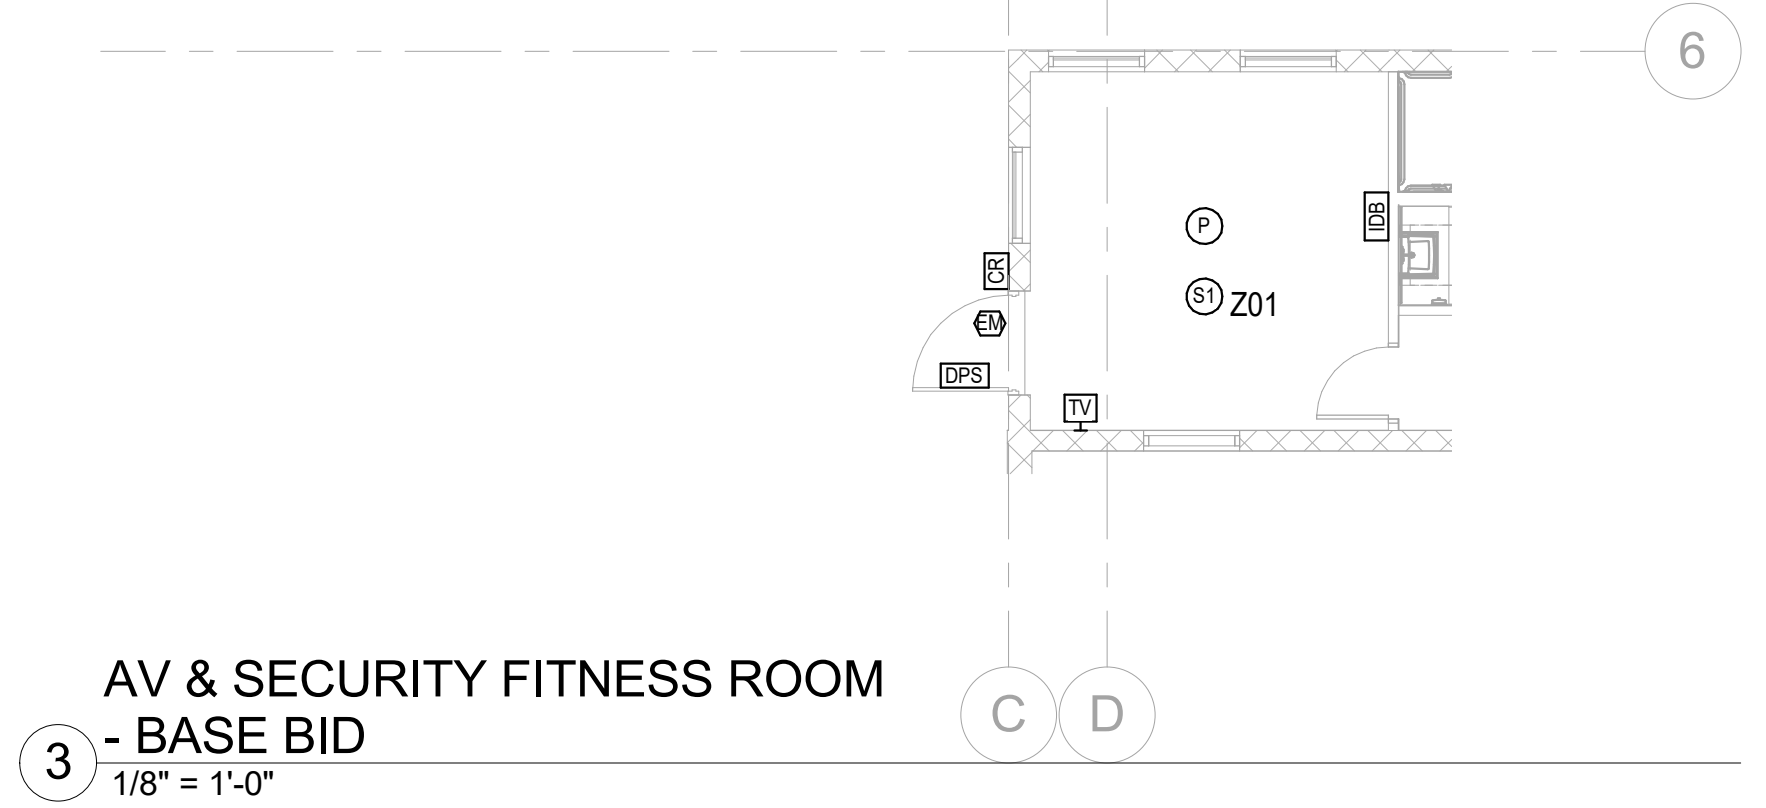 6
P
IDB
CR
S1 Z01
EM
DPS
TV
AV & SECURITY FITNESS ROOM
- BASE BID
C
D
3
1/8" = 1'-0"